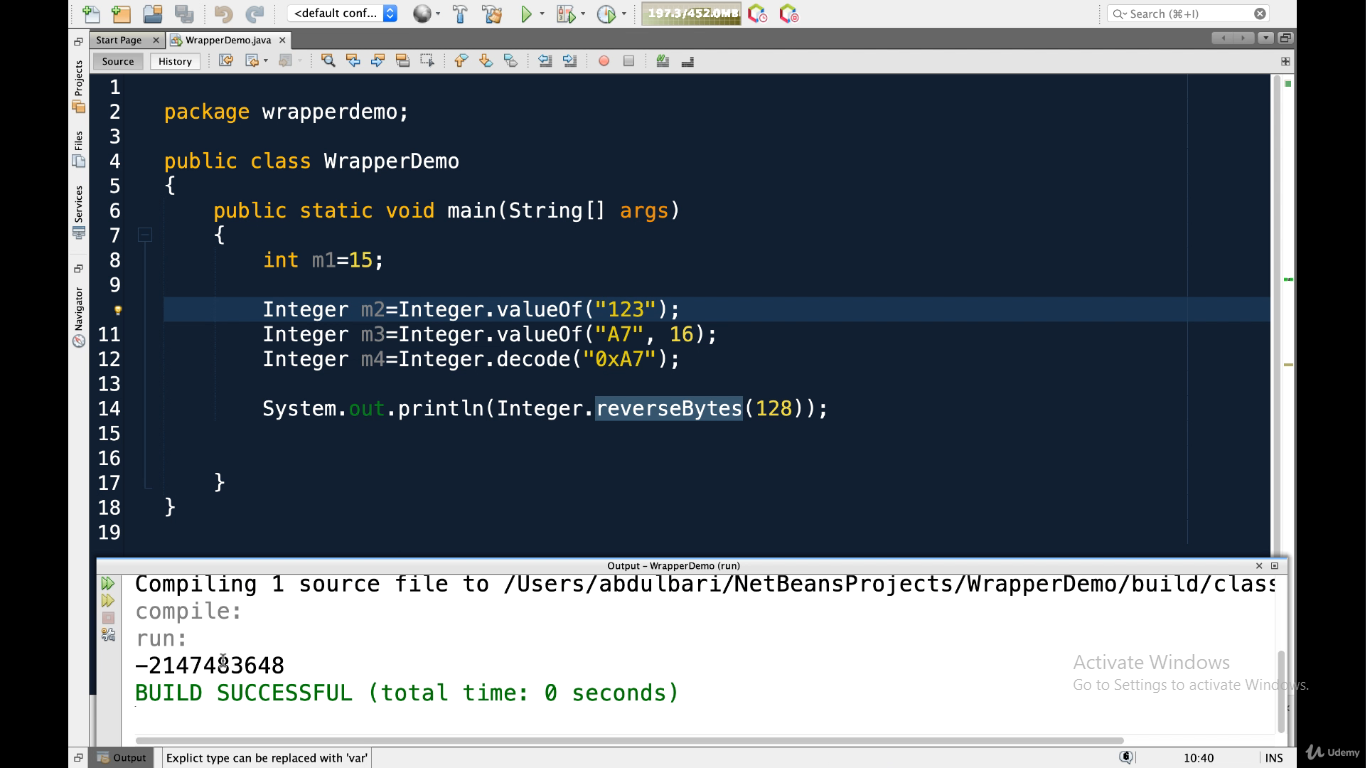 <default conf...
197.3/452.0MB
Search (⌘+I)
Start Page
WrapperDemo.java
Source
History
Projects
Files
Services
Navigator
1
2 package wrapperdemo;
3
4 public class WrapperDemo
5 {
6 public static void main(String[] args)
7 {
8 int m1=15;
9
Integer m2=Integer.valueOf("123");
11 Integer m3=Integer.valueOf("A7", 16);
12 Integer m4=Integer.decode("0xA7");
13
14 System.out.println(Integer.reverseBytes(128));
15
16
17 }
18 }
19
Output - WrapperDemo (run)
Compiling 1 source file to /Users/abdulbari/NetBeansProjects/WrapperDemo/build/class
compile:
run:
-2147483648
BUILD SUCCESSFUL (total time: 0 seconds)
Activate Windows
Go to Settings to activate Windows.
Output
Explict type can be replaced with 'var'
6
10:40
INS
Udemy